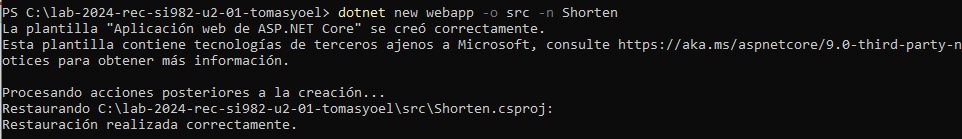 PS C:\lab-2024-rec-si982-u2-01-tomasyoel> dotnet new webapp -o src -n Shorten
La plantilla "Aplicación web de ASP.NET Core" se creó correctamente.
Esta plantilla contiene tecnologías de terceros ajenos a Microsoft, consulte https://aka.ms/aspnetcore/9.0-third-party-n
otices para obtener más información.
Procesando acciones posteriores a la creación...
Restaurando C:\lab-2024-rec-si982-u2-01-tomasyoel\src\Shorten.csproj:
Restauración realizada correctamente.